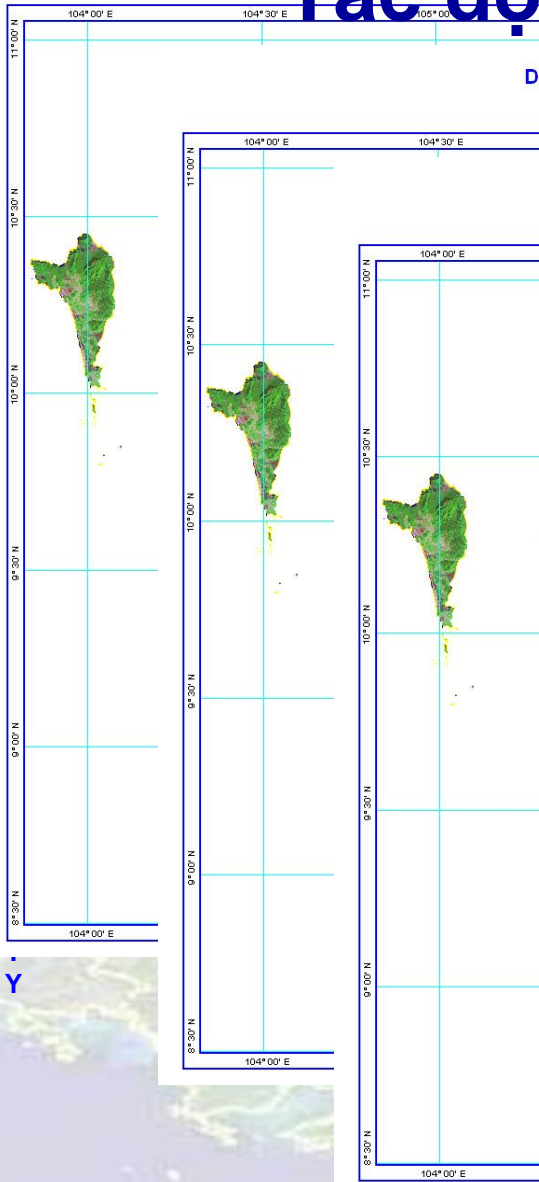 Tác độ
104° 00' E 104° 30' E 105° 00'
D
11° 00' N
10° 30' N
10° 00' N
9° 30' N
9° 00' N
8° 30' N
104° 00' E
Y
104° 00' E
11° 00' N
10° 30' N
10° 00' N
9° 30' N
9° 00' N
8° 30' N
104° 00' E
104° 30' E
104° 00' E
11° 00' N
10° 30' N
10° 00' N
9° 30' N
9° 00' N
8° 30' N
104° 00' E